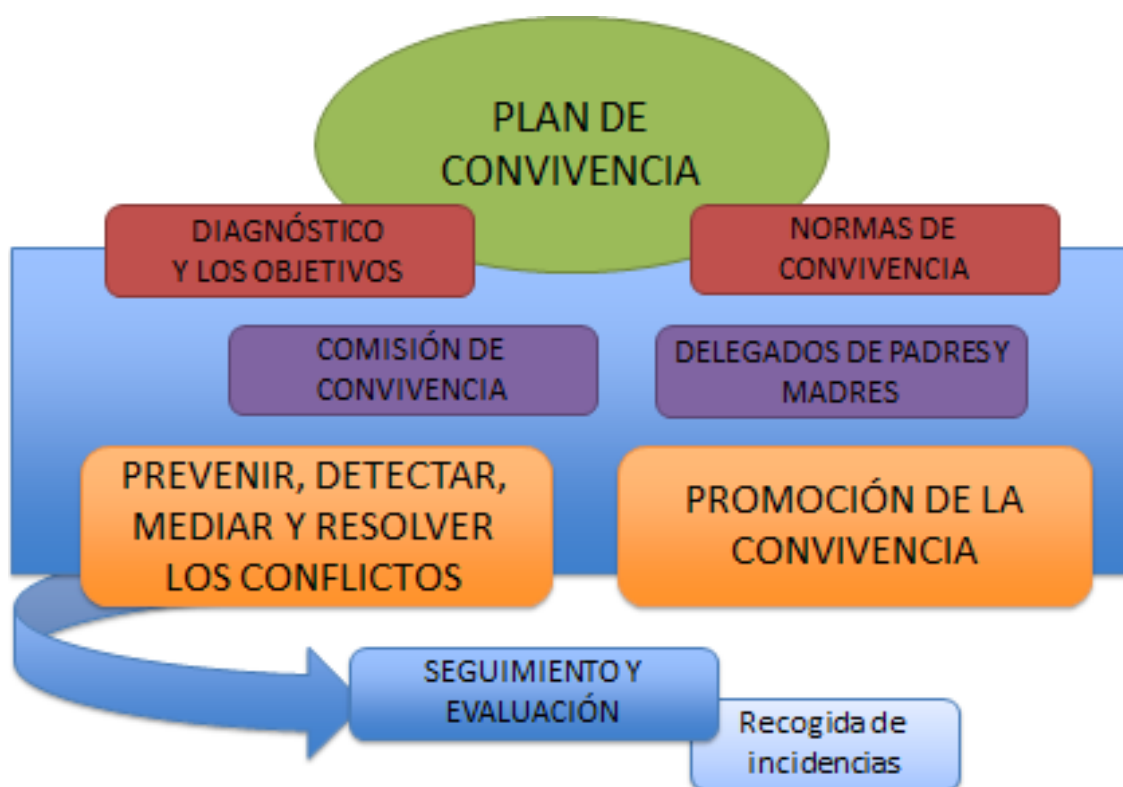 PLAN DE
CONVIVENCIA
DIAGNÓSTICO
Y LOS OBJETIVOS
NORMAS DE
CONVIVENCIA
COMISIÓN DE
CONVIVENCIA
DELEGADOS DE PADRES Y
MADRES
PREVENIR, DETECTAR,
MEDIAR Y RESOLVER
LOS CONFLICTOS
PROMOCIÓN DE LA
CONVIVENCIA
SEGUIMIENTO Y
EVALUACIÓN
Recogida de
incidencias